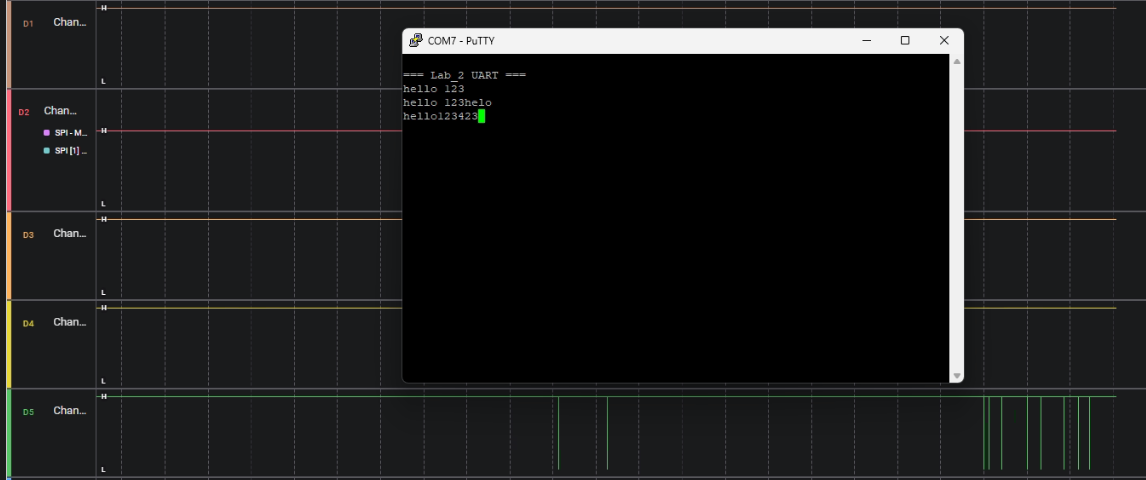 D1 Chan... H
L
COM7 - PuTTY
=== Lab_2 UART ===
hello 123
hello 123helo
hello123423
D2 Chan...
SPI - M... H
SPI [1] ...
L
H
D3 Chan...
L
H
D4 Chan...
L
H
D5 Chan...
L